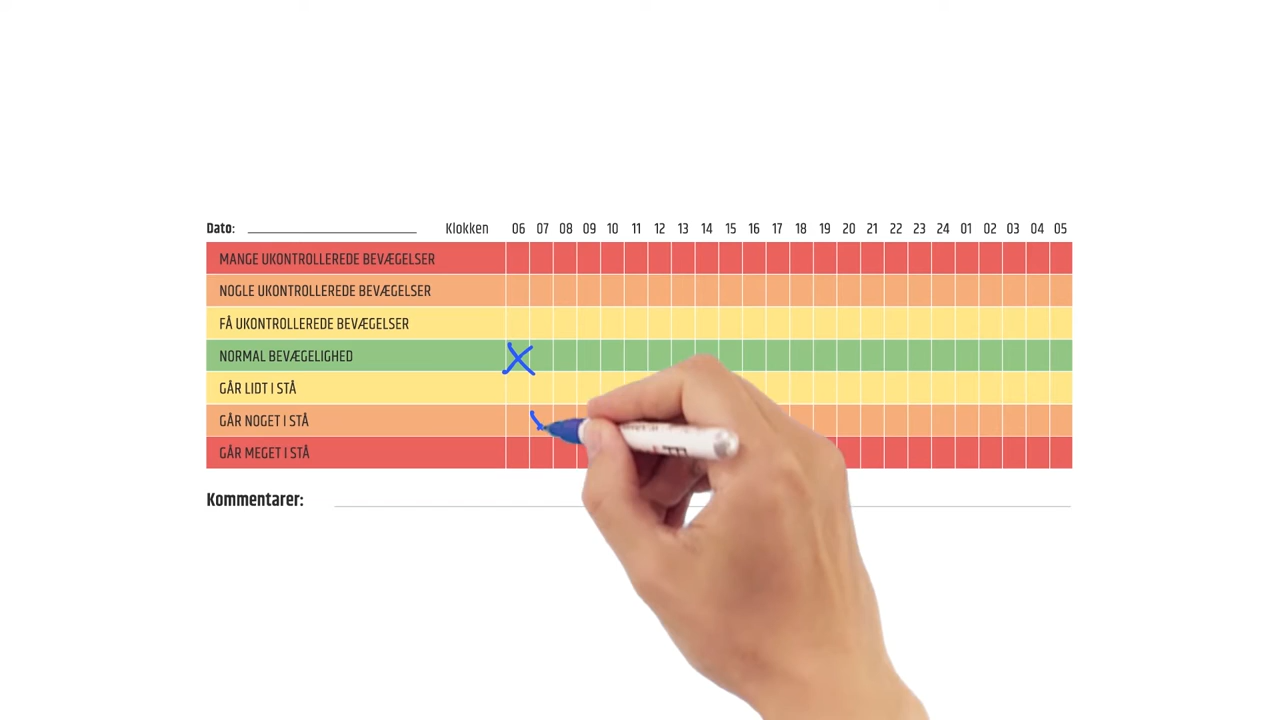 Dato: Klokken 06 07 08 09 10 11 12 13 14 15 16 17 18 19 20 21 22 23 24 01 02 03 04 05
MANGE UKONTROLLEREDE BEVÆGELSER
NOGLE UKONTROLLEREDE BEVÆGELSER
FÅ UKONTROLLEREDE BEVÆGELSER
NORMAL BEVÆGELIGHED
GÅR LIDT I STÅ
GÅR NOGET I STÅ
GÅR MEGET I STÅ
Kommentarer: